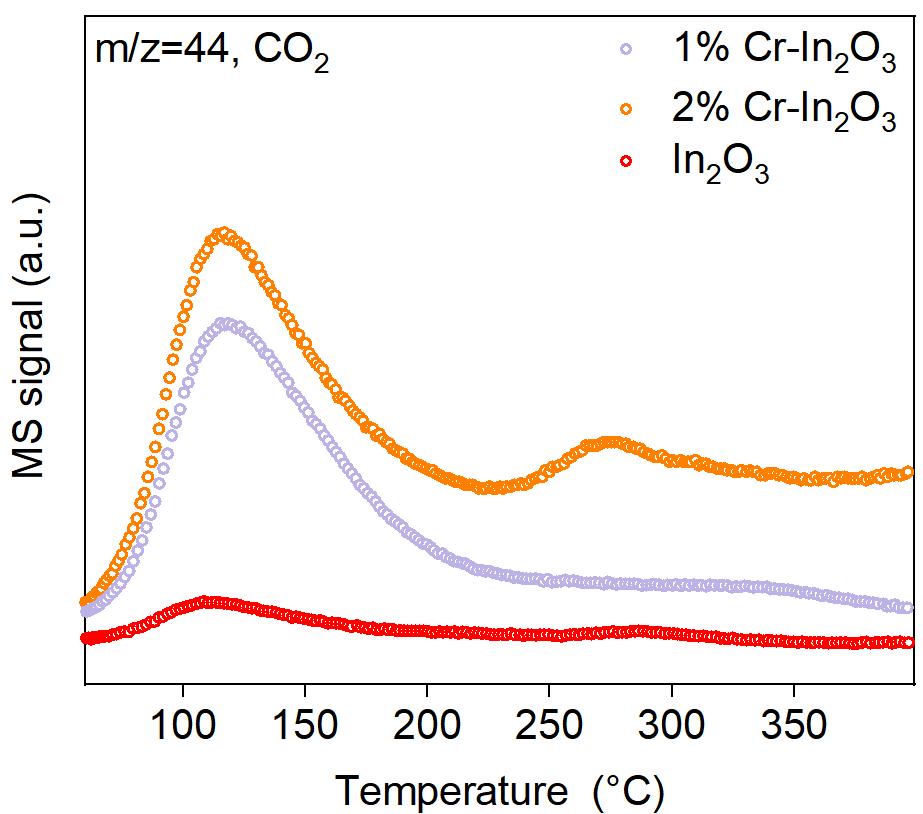 m/z=44, CO₂
1% Cr-In₂O₃
2% Cr-In₂O₃
In₂O₃
MS signal (a.u.)
100 150 200 250 300 350
Temperature (°C)